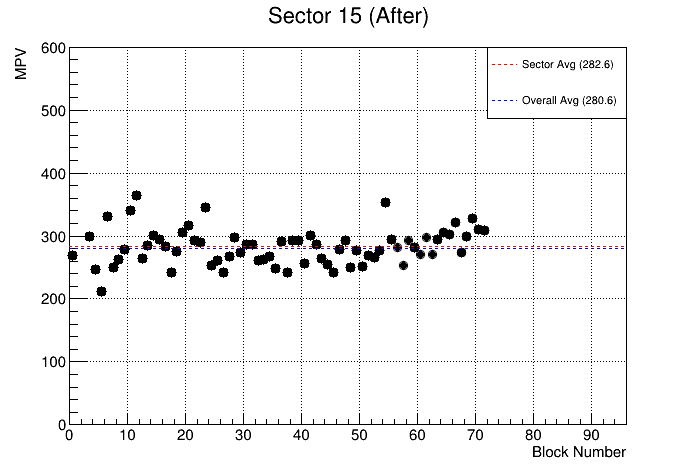 Sector 15 (After)
MPV
600
500
400
300
200
100
0
Sector Avg (282.6)
Overall Avg (280.6)
0 10 20 30 40 50 60 70 80 90
Block Number